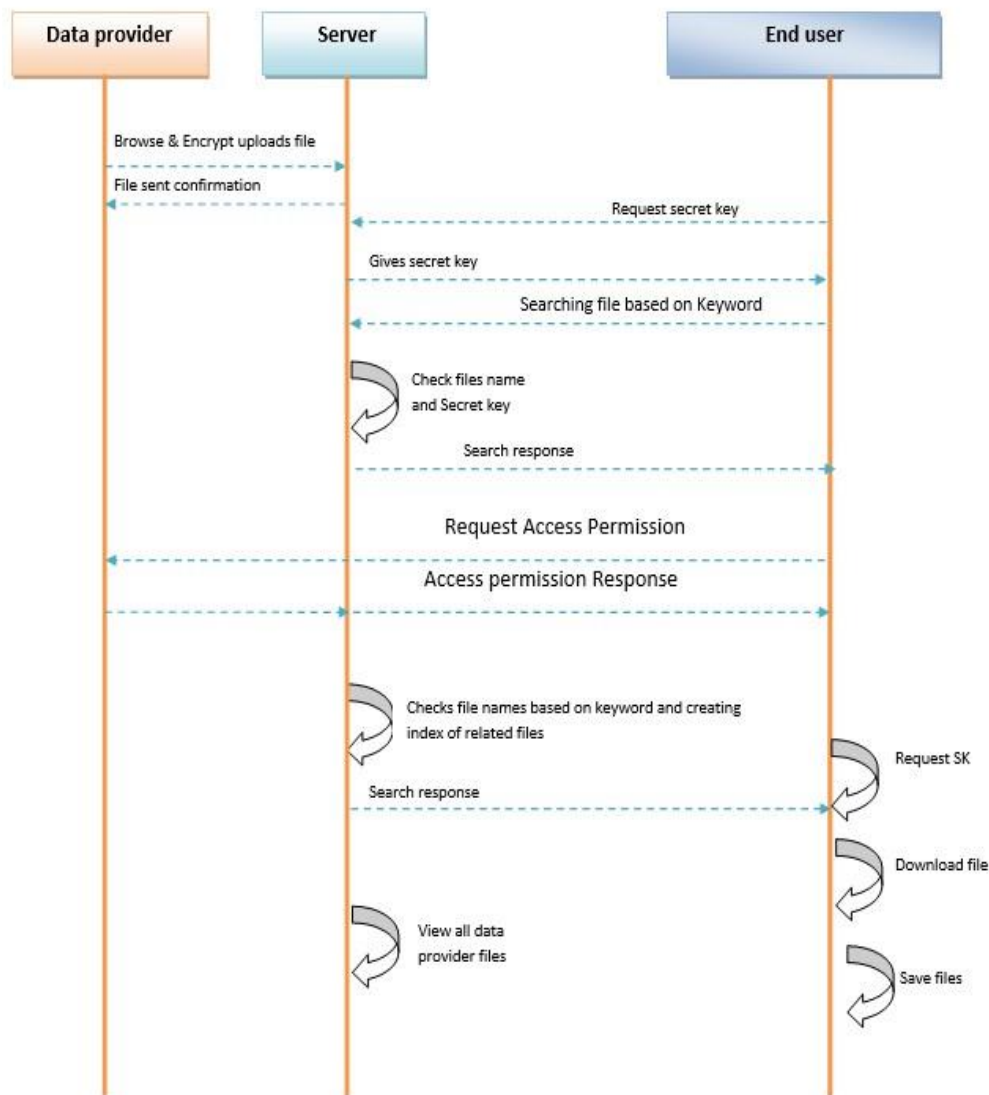 Data provider
Server
End user
Browse & Encrypt uploads file
File sent confirmation
Request secret key
Gives secret key
Searching file based on Keyword
Check files name
and Secret key
Search response
Request Access Permission
Access permission Response
Checks file names based on keyword and creating
index of related files
Request SK
Search response
Download file
View all data
provider files
Save files